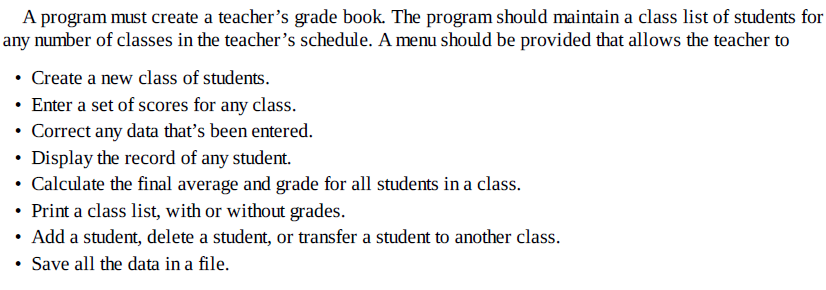 A program must create a teacher’s grade book. The program should maintain a class list of students for
any number of classes in the teacher’s schedule. A menu should be provided that allows the teacher to
• Create a new class of students.
• Enter a set of scores for any class.
• Correct any data that’s been entered.
• Display the record of any student.
• Calculate the final average and grade for all students in a class.
• Print a class list, with or without grades.
• Add a student, delete a student, or transfer a student to another class.
• Save all the data in a file.